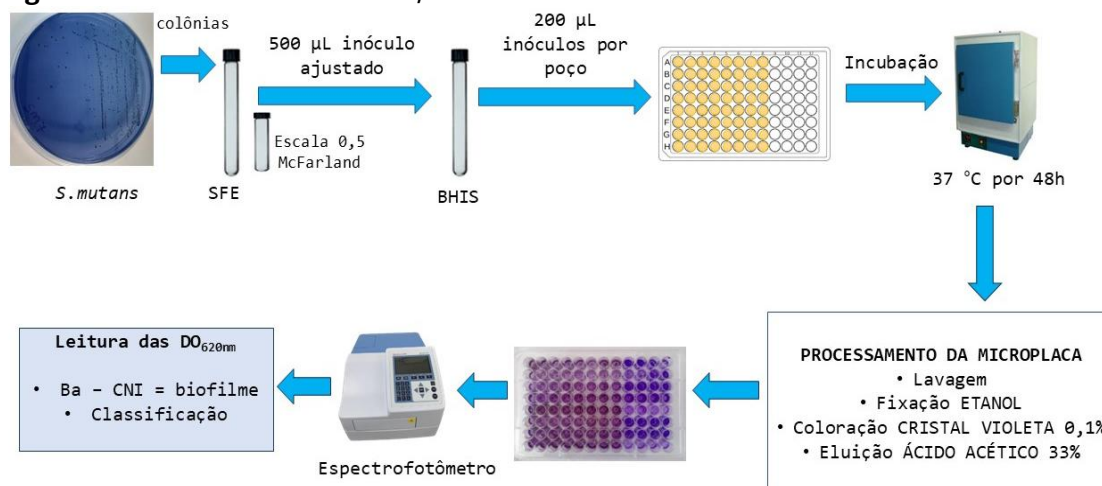 colônias
500 µL inóculo
ajustado
200 µL
inóculos por
poço
Incubação
Escala 0,5
McFarland
S.mutans
SFE
BHIS
A
B
C
D
E
F
G
H
37 °C por 48h
Leitura das DO620nm
• Ba – CNI = biofilme
• Classificação
Espectrofotômetro
PROCESSAMENTO DA MICROPLACA
• Lavagem
• Fixação ETANOL
• Coloração CRISTAL VIOLETA 0,1%
• Eluição ÁCIDO ACÉTICO 33%